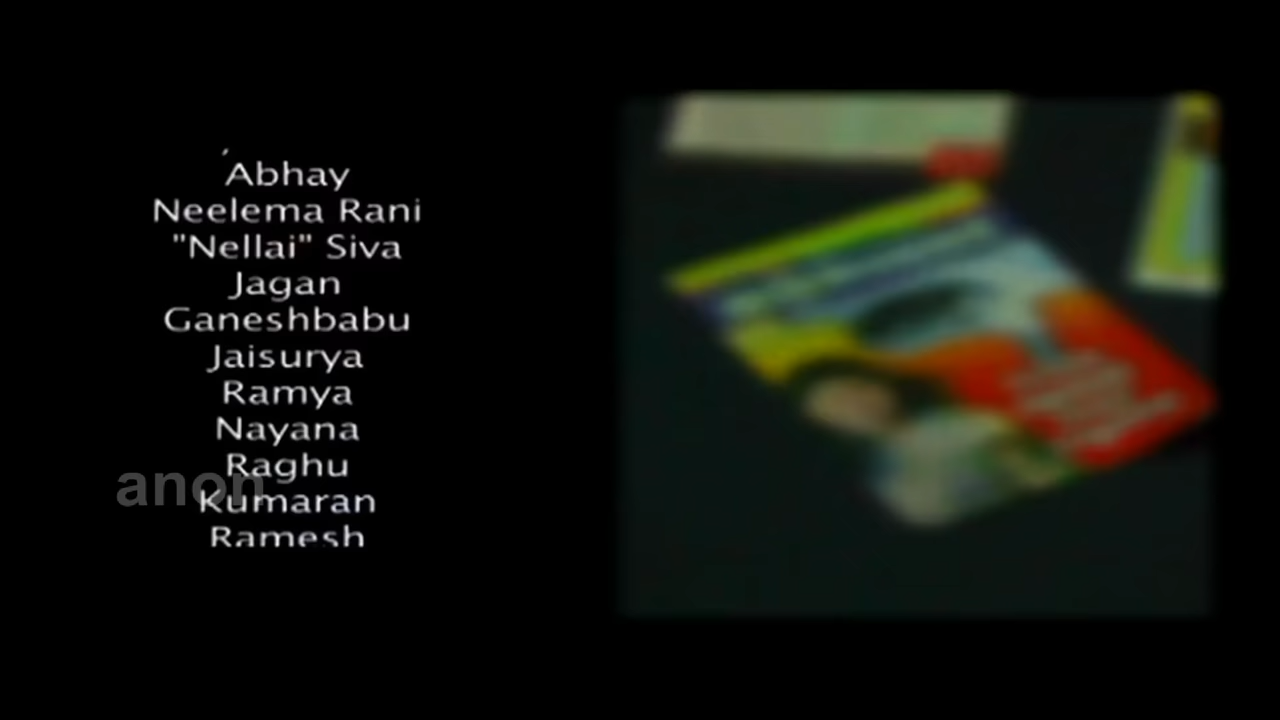 Abhay
Neelema Rani
"Nellai" Siva
Jagan
Ganeshbabu
Jaisurya
Ramya
Nayana
Raghu
anon
Kumaran
Ramesh